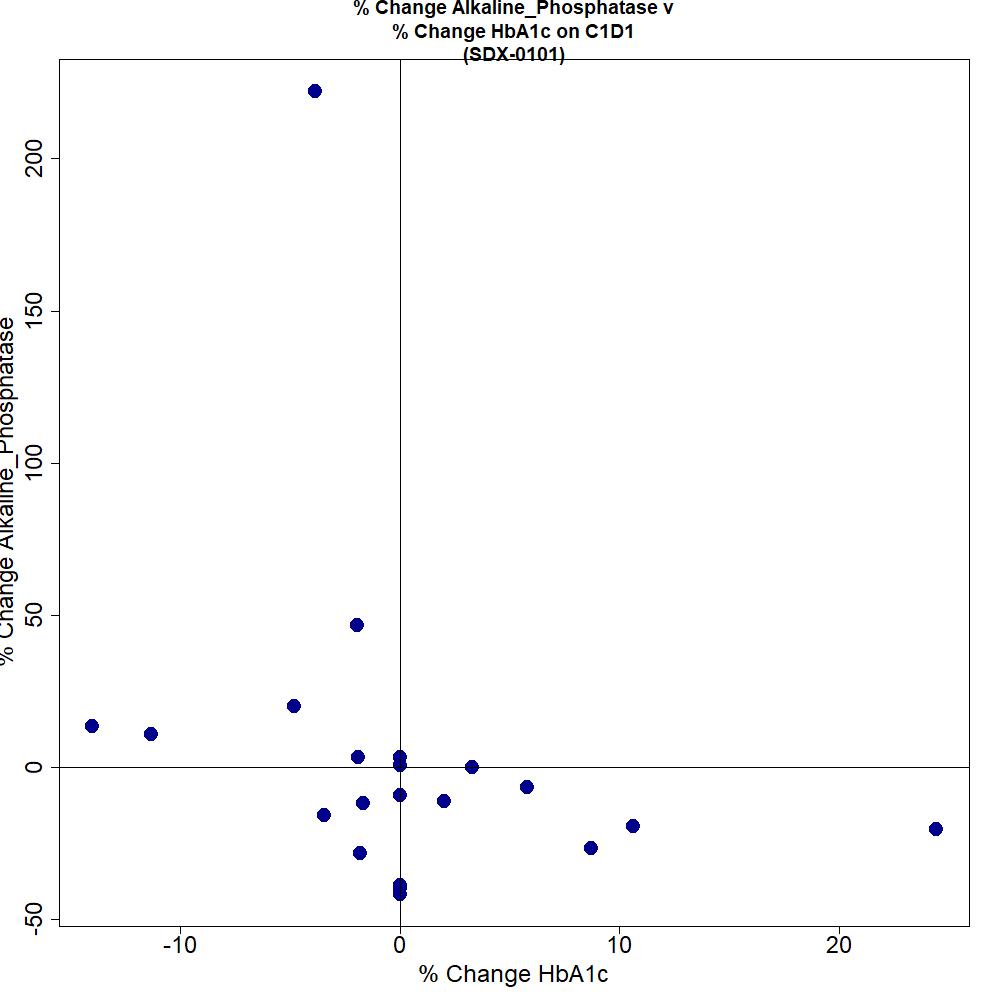 % Change Alkaline_Phosphatase v
% Change HbA1c on C1D1
(SDX-0101)
% Change Alkaline_Phosphatase
200
150
100
50
0
-50
-10
0
10
20
% Change HbA1c